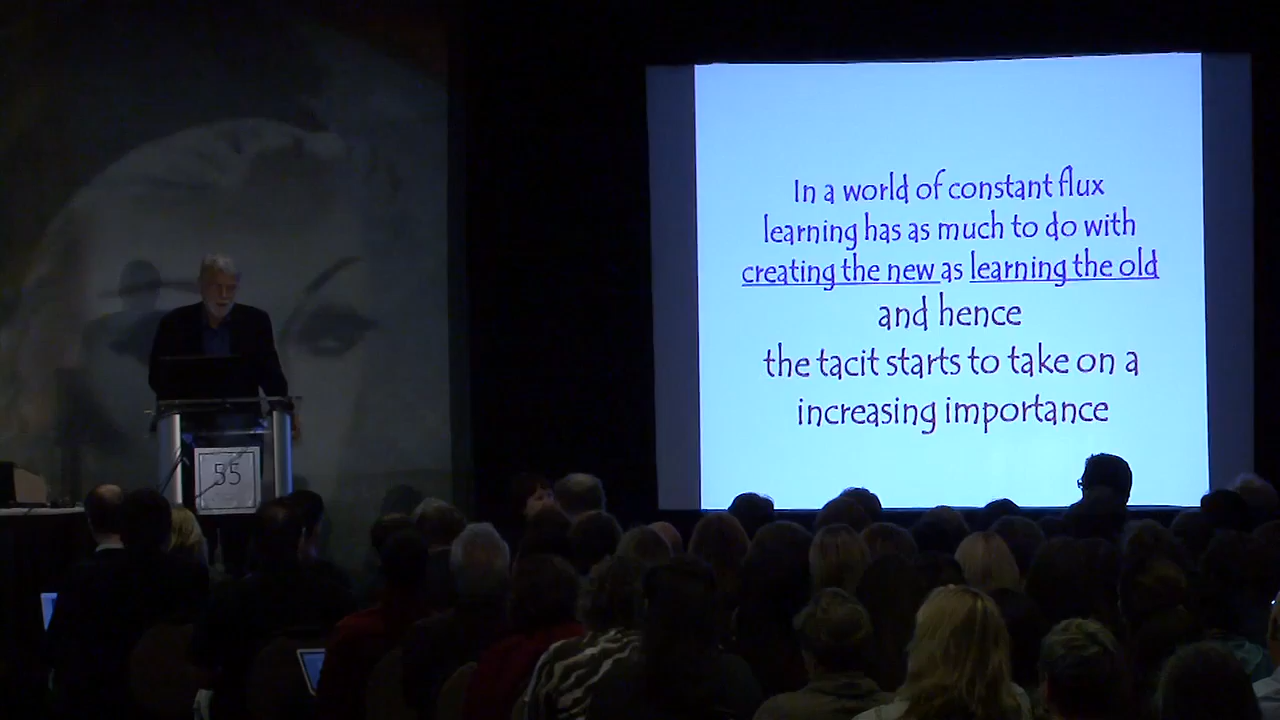 In a world of constant flux
learning has as much to do with
creating the new as learning the old
and hence
the tacit starts to take on a
increasing importance
55